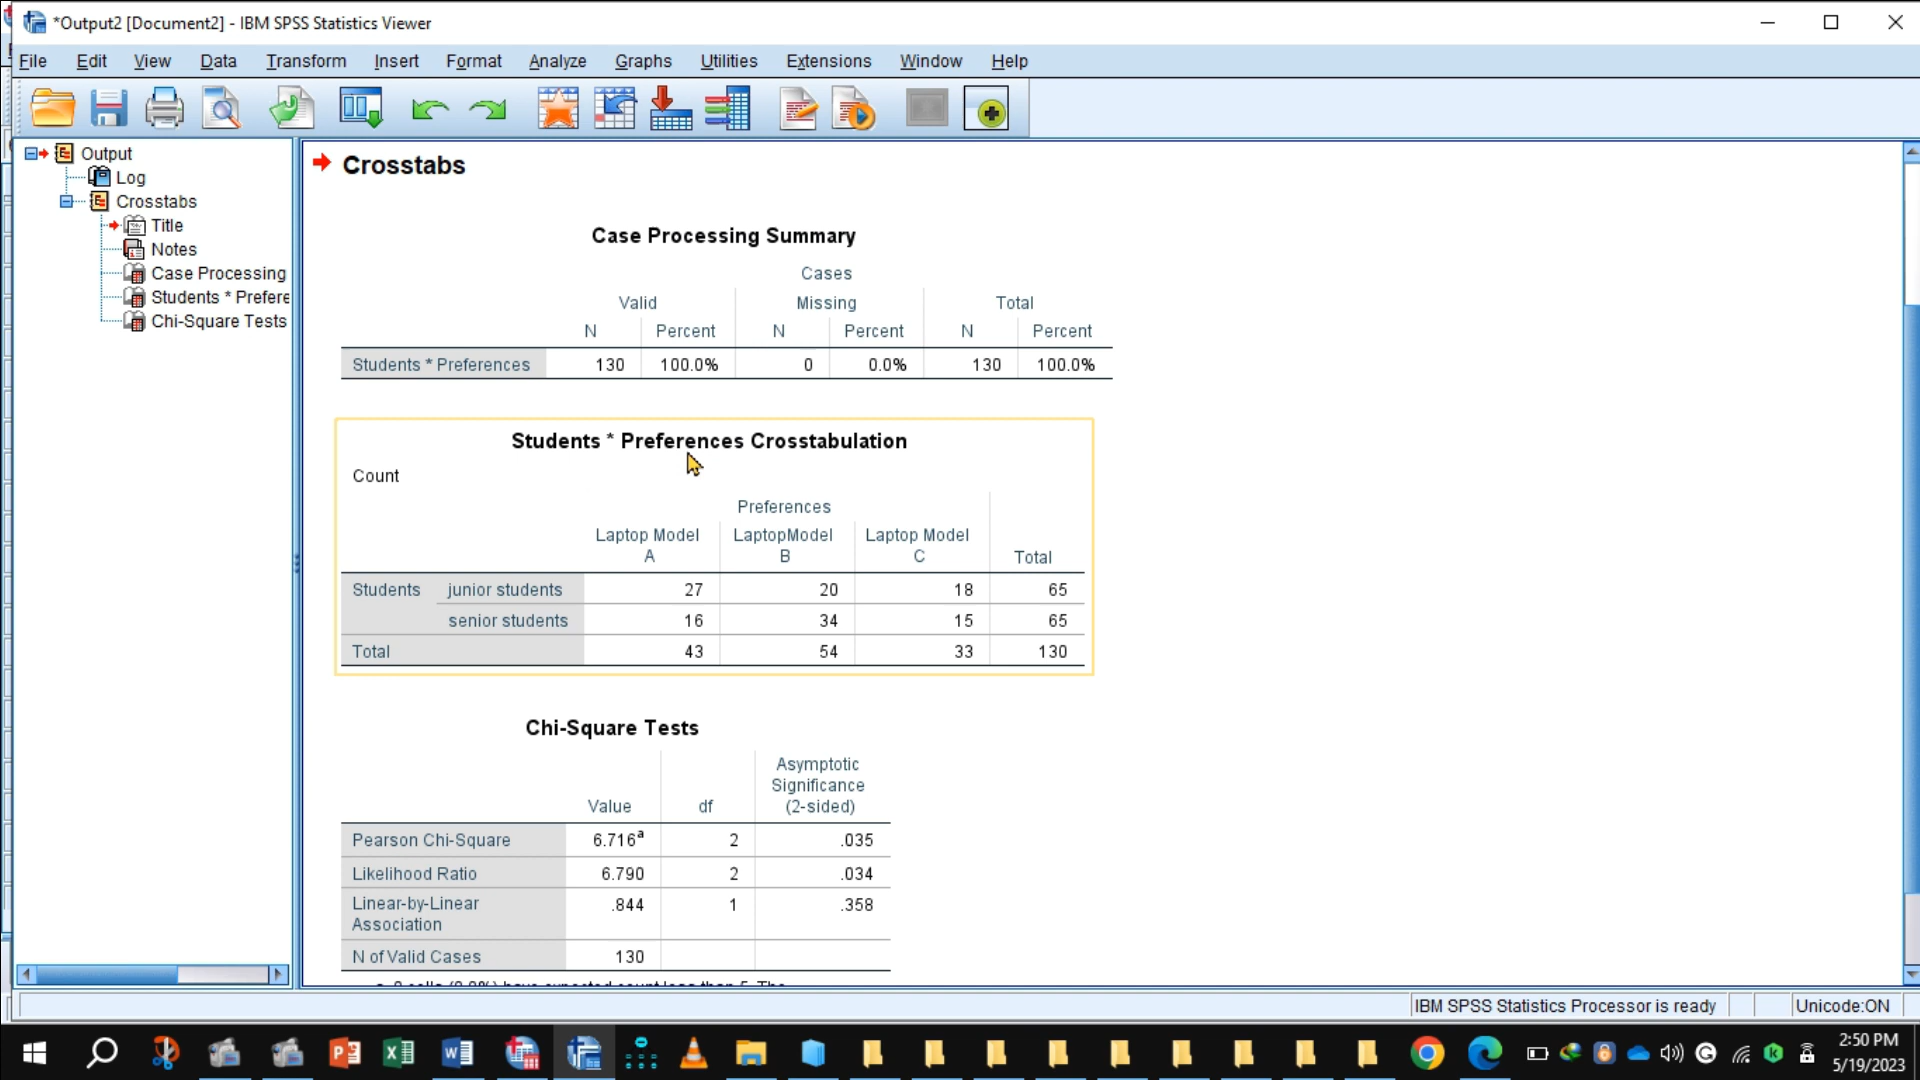 *Output2 [Document2] - IBM SPSS Statistics Viewer
File Edit View Data Transform Insert Format Analyze Graphs Utilities Extensions Window Help
Output
Log
Crosstabs
Title
Notes
Case Processing
Students * Prefere
Chi-Square Tests
Crosstabs
Case Processing Summary
Cases
Valid Missing Total
N Percent N Percent N Percent
Students * Preferences 130 100.0% 0 0.0% 130 100.0%
Students * Preferences Crosstabulation
Count
Preferences
Laptop Model LaptopModel Laptop Model
A B C Total
Students junior students 27 20 18 65
senior students 16 34 15 65
Total 43 54 33 130
Chi-Square Tests
Asymptotic
Significance
Value df (2-sided)
Pearson Chi-Square 6.716a 2 .035
Likelihood Ratio 6.790 2 .034
Linear-by-Linear .844 1 .358
Association
N of Valid Cases 130
IBM SPSS Statistics Processor is ready Unicode:ON
2:50 PM
5/19/2023